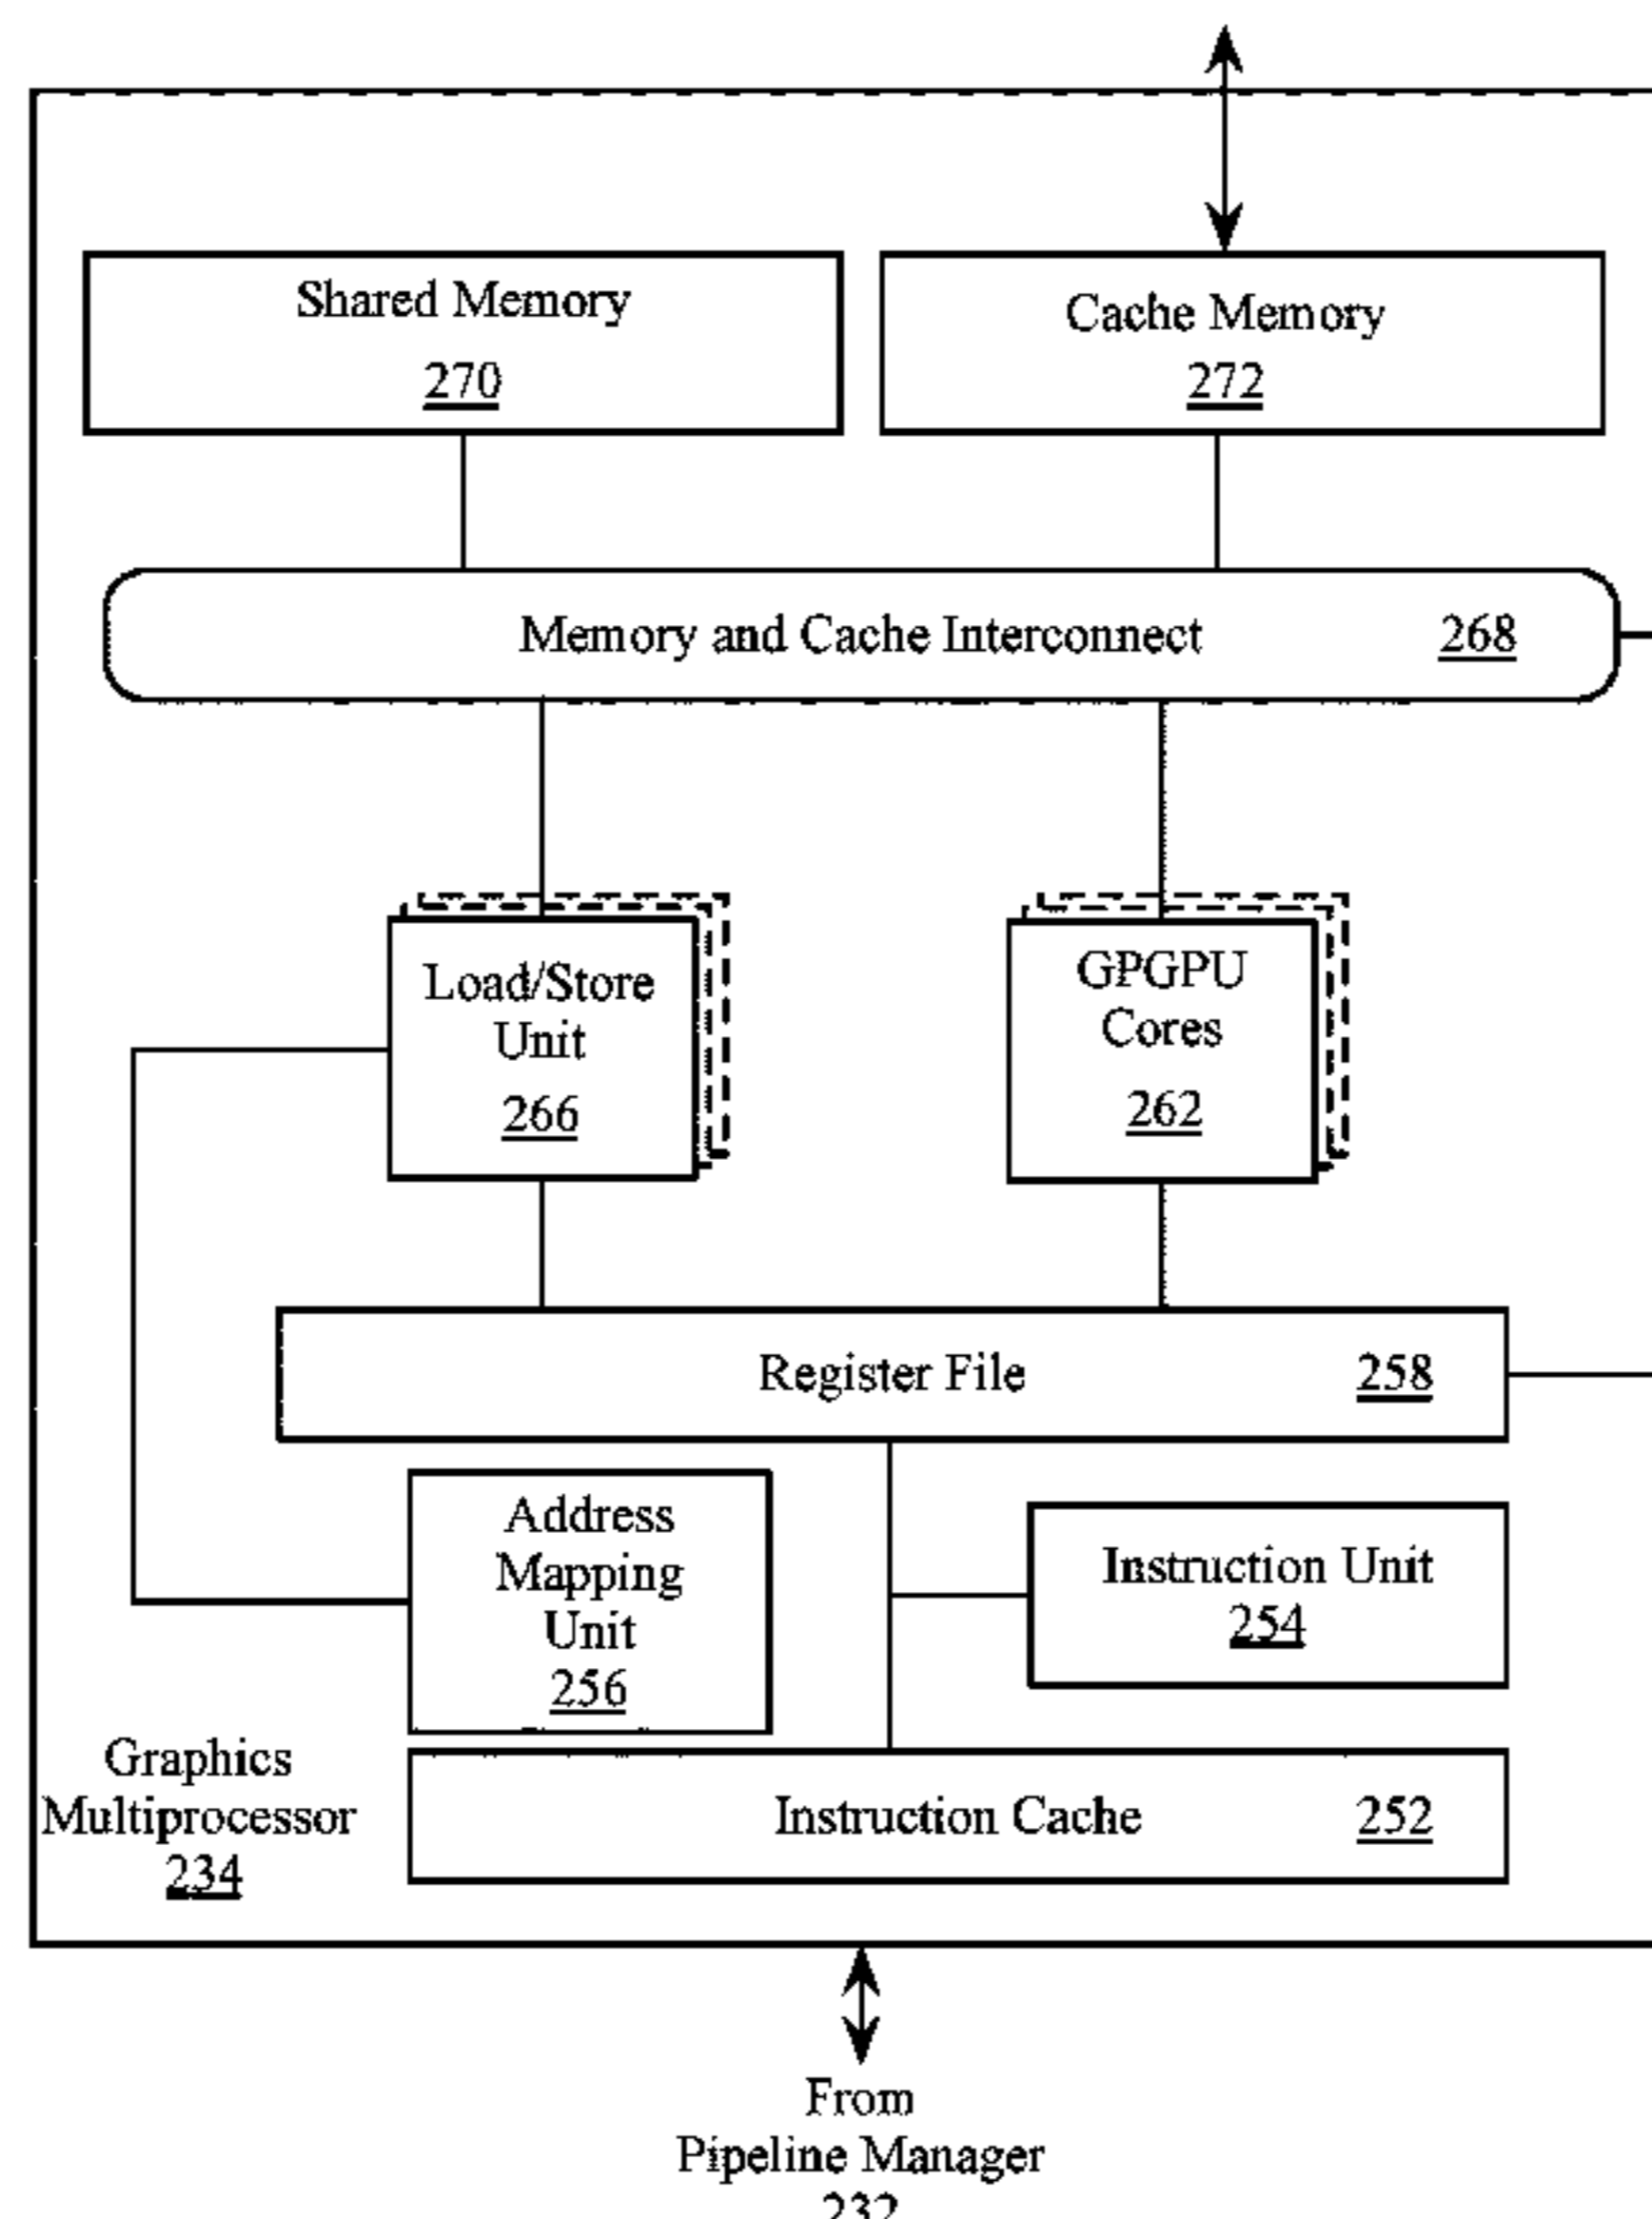 Shared Memory
270
Cache Memory
272
Memory and Cache Interconnect 268
Load/Store
Unit
266
GPGPU
Cores
262
Register File 258
Address
Mapping
Unit
256
Instruction Unit
254
Graphics
Multiprocessor
234
Instruction Cache 252
From
Pipeline Manager
232